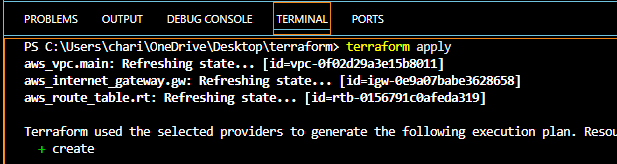 PROBLEMS OUTPUT DEBUG CONSOLE TERMINAL PORTS
PS C:\Users\chari\OneDrive\Desktop\terraform> terraform apply
aws_vpc.main: Refreshing state... [id=vpc-0f02d29a3e15b8011]
aws_internet_gateway.gw: Refreshing state... [id=igw-0e9a07babe3628658]
aws_route_table.rt: Refreshing state... [id=rtb-0156791c0afeda319]
Terraform used the selected providers to generate the following execution plan. Resou
+ create